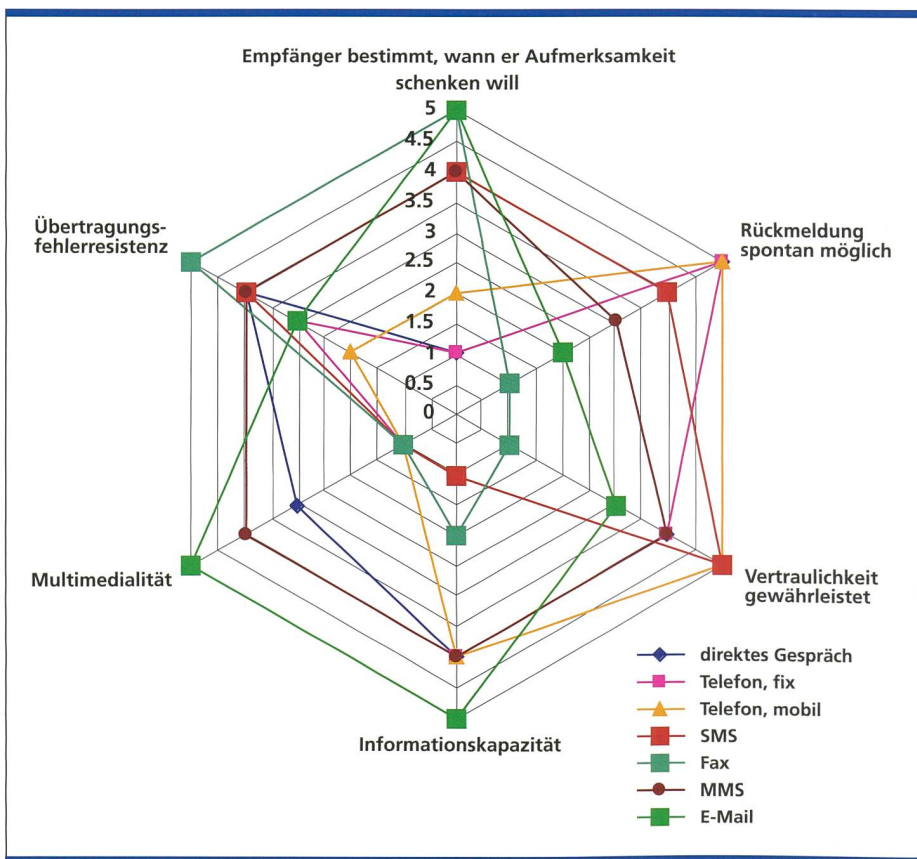 Empfänger bestimmt, wann er Aufmerksamkeit
schenken will
5
4.5
4
3.5
3
2.5
2
1.5
1
0.5
0
Übertragungs-
fehlerresistenz
Rückmeldung
spontan möglich
Multimedialität
Vertraulichkeit
gewährleistet
Informationskapazität
direktes Gespräch
Telefon, fix
Telefon, mobil
SMS
Fax
MMS
E-Mail